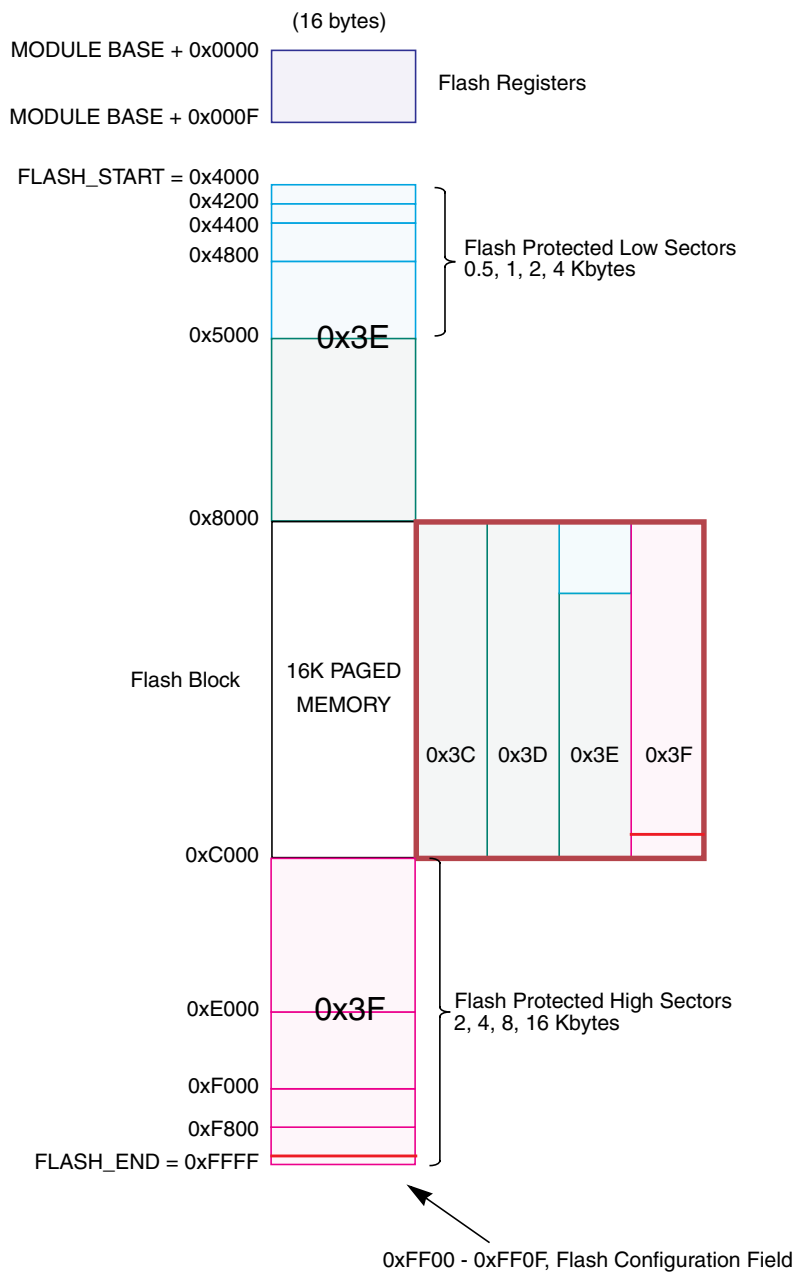 (16 bytes)
MODULE BASE + 0x0000
Flash Registers
MODULE BASE + 0x000F
FLASH_START = 0x4000
0x4200
0x4400
0x4800
Flash Protected Low Sectors
0.5, 1, 2, 4 Kbytes
0x5000
0x3E
0x8000
Flash Block
16K PAGED
MEMORY
0x3C
0x3D
0x3E
0x3F
0xC000
0xE000
0x3F
Flash Protected High Sectors
2, 4, 8, 16 Kbytes
0xF000
0xF800
FLASH_END = 0xFFFF
0xFF00 - 0xFF0F, Flash Configuration Field